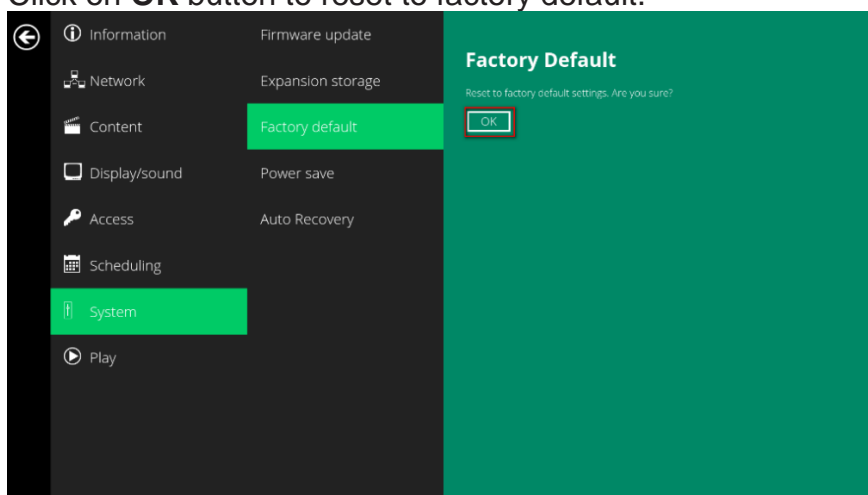 Click on OK button to reset to factory default.
Information
Network
Content
Display/sound
Access
Scheduling
System
Play
Firmware update
Expansion storage
Factory default
Power save
Auto Recovery
Factory Default
Reset to factory default settings. Are you sure?
OK